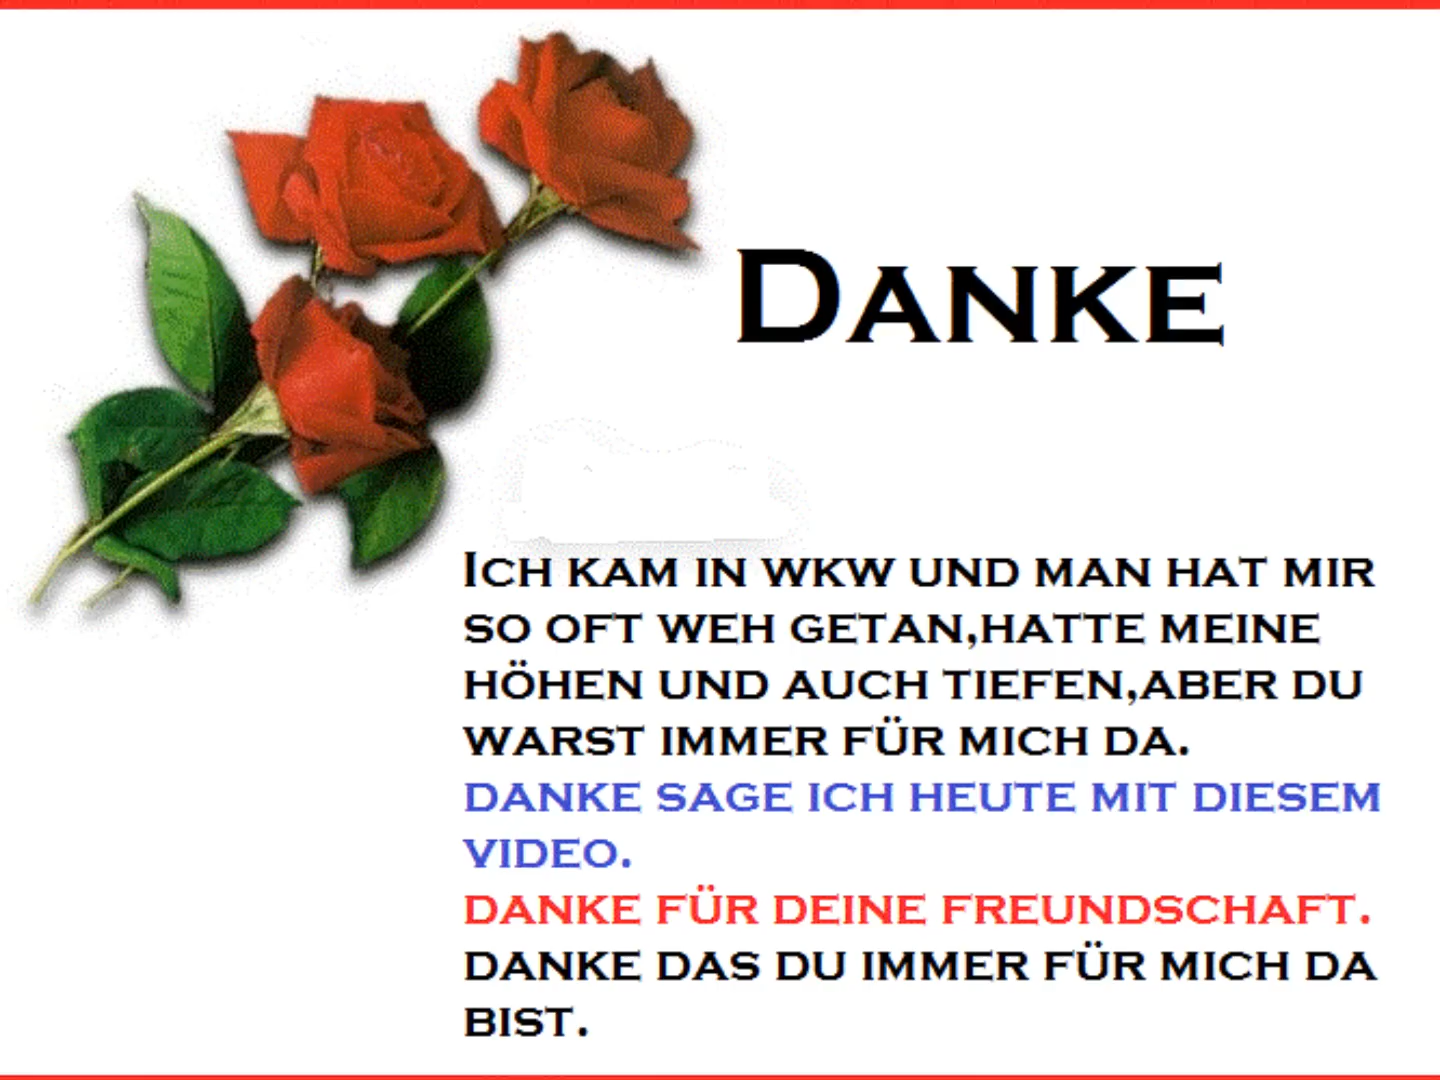 DANKE
ICH KAM IN WKW UND MAN HAT MIR
SO OFT WEH GETAN,HATTE MEINE
HÖHEN UND AUCH TIEFEN,ABER DU
WARST IMMER FÜR MICH DA.
DANKE SAGE ICH HEUTE MIT DIESEM
VIDEO.
DANKE FÜR DEINE FREUNDSCHAFT.
DANKE DAS DU IMMER FÜR MICH DA
BIST.